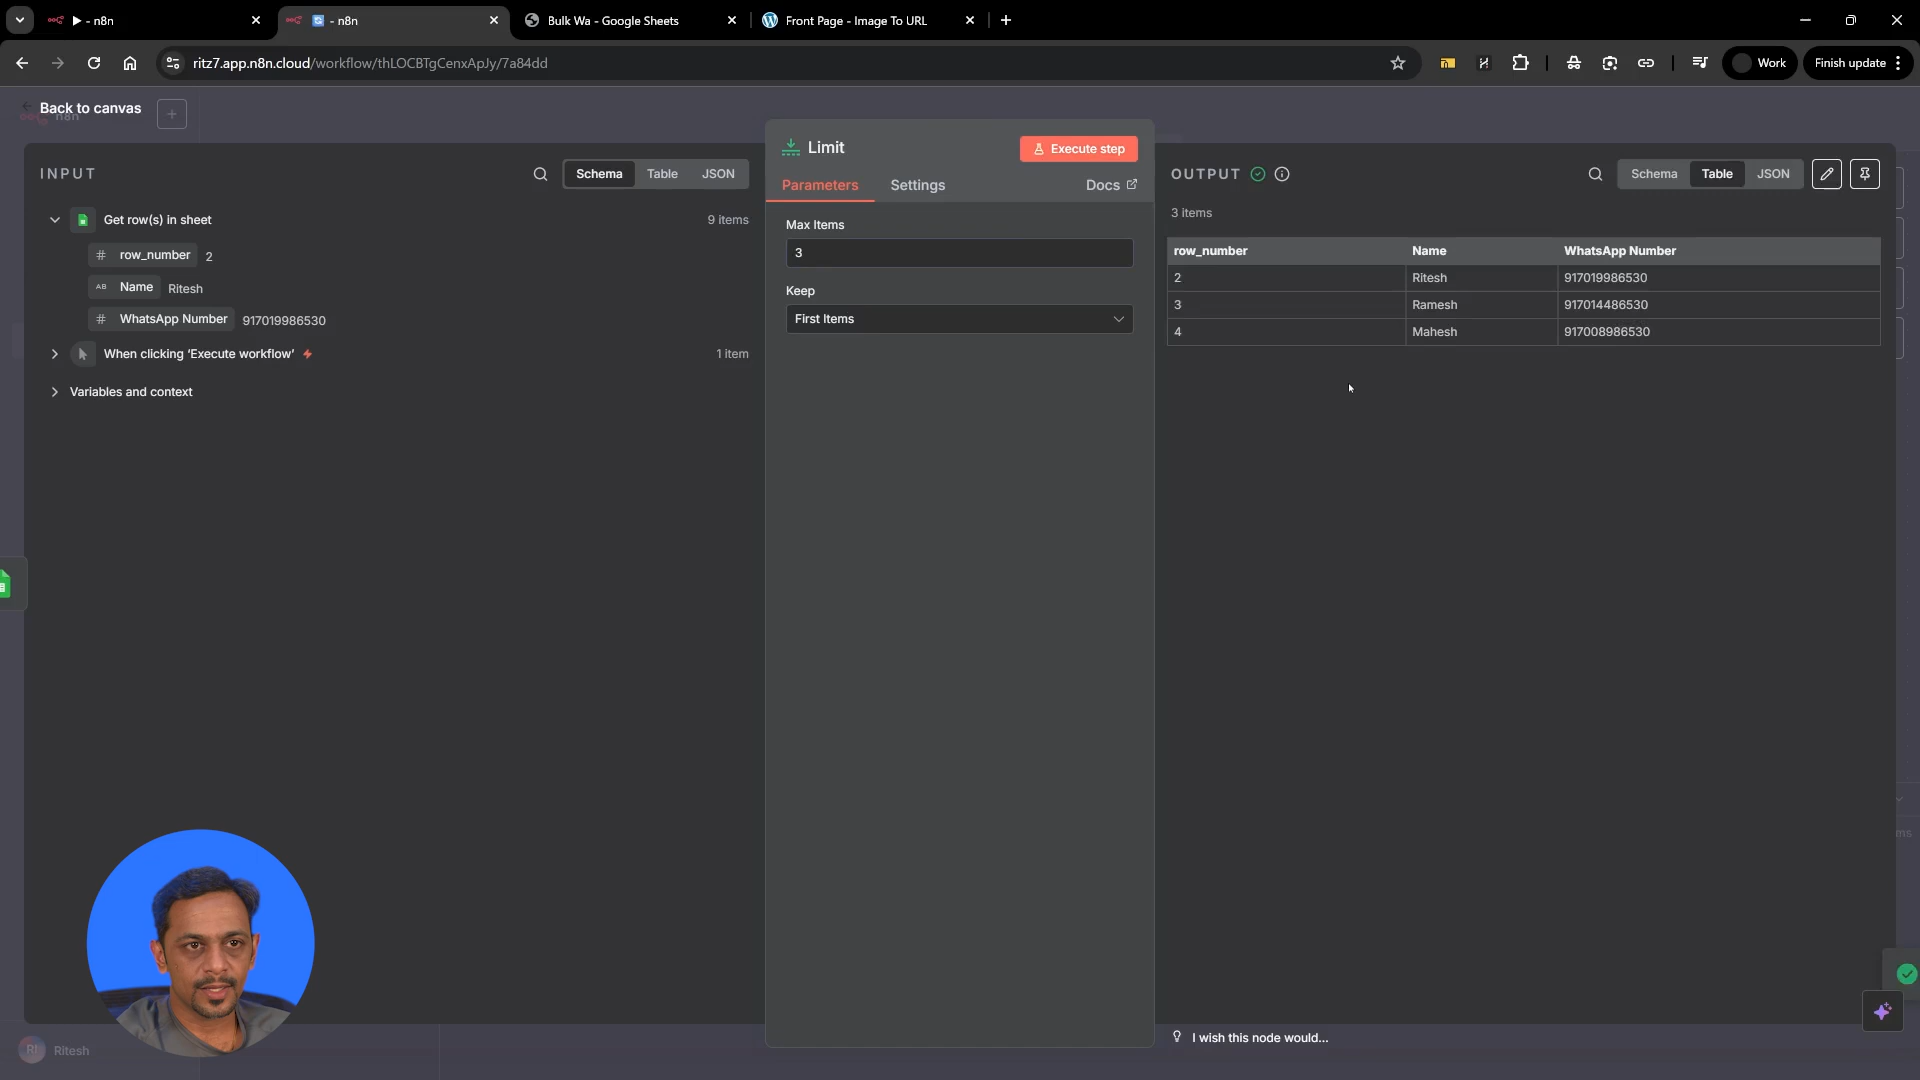 ▶ - n8n
- n8n
Bulk Wa - Google Sheets
Front Page - Image To URL
ritz7.app.n8n.cloud/workflow/thLOCBTgCenxApJy/7a84dd
Work
Finish update
Back to canvas
n8n
INPUT
Schema
Table
JSON
Get row(s) in sheet
9 items
# row_number 2
AB Name Ritesh
# WhatsApp Number 917019986530
When clicking ‘Execute workflow’
1 item
Variables and context
Limit
Execute step
Parameters
Settings
Docs
Max Items
3
Keep
First Items
OUTPUT
Schema
Table
JSON
3 items
row_number Name WhatsApp Number
2 Ritesh 917019986530
3 Ramesh 917014486530
4 Mahesh 917008986530
I wish this node would...
Ritesh